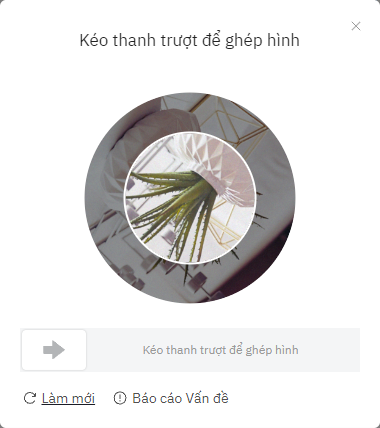 Kéo thanh trượt để ghép hình
Kéo thanh trượt để ghép hình
Làm mới Báo cáo Vấn đề